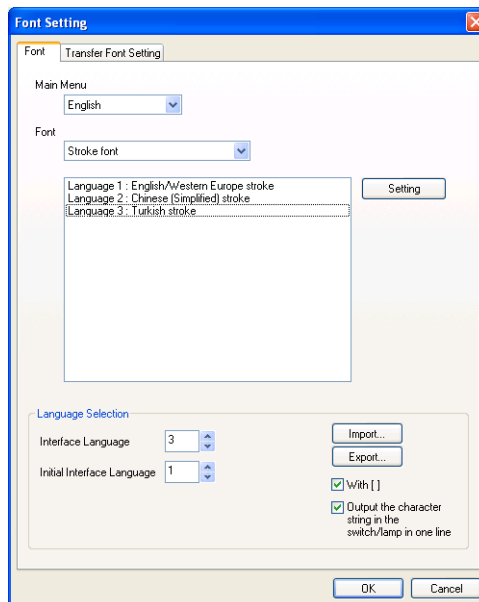 Font Setting
Font
Transfer Font Setting
Main Menu
English
Font
Stroke font
Language 1 : English/Western Europe stroke
Language 2 : Chinese (Simplified) stroke
Language 3 : Turkish stroke
Setting
Language Selection
Interface Language
3
Initial Interface Language
1
Import...
Export...
With [ ]
Output the character
string in the
switch/lamp in one line
OK
Cancel